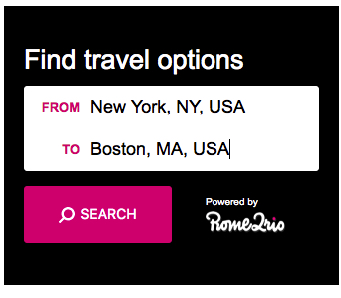 Find travel options
FROM New York, NY, USA
TO Boston, MA, USA
SEARCH
Powered by
Rome2rio